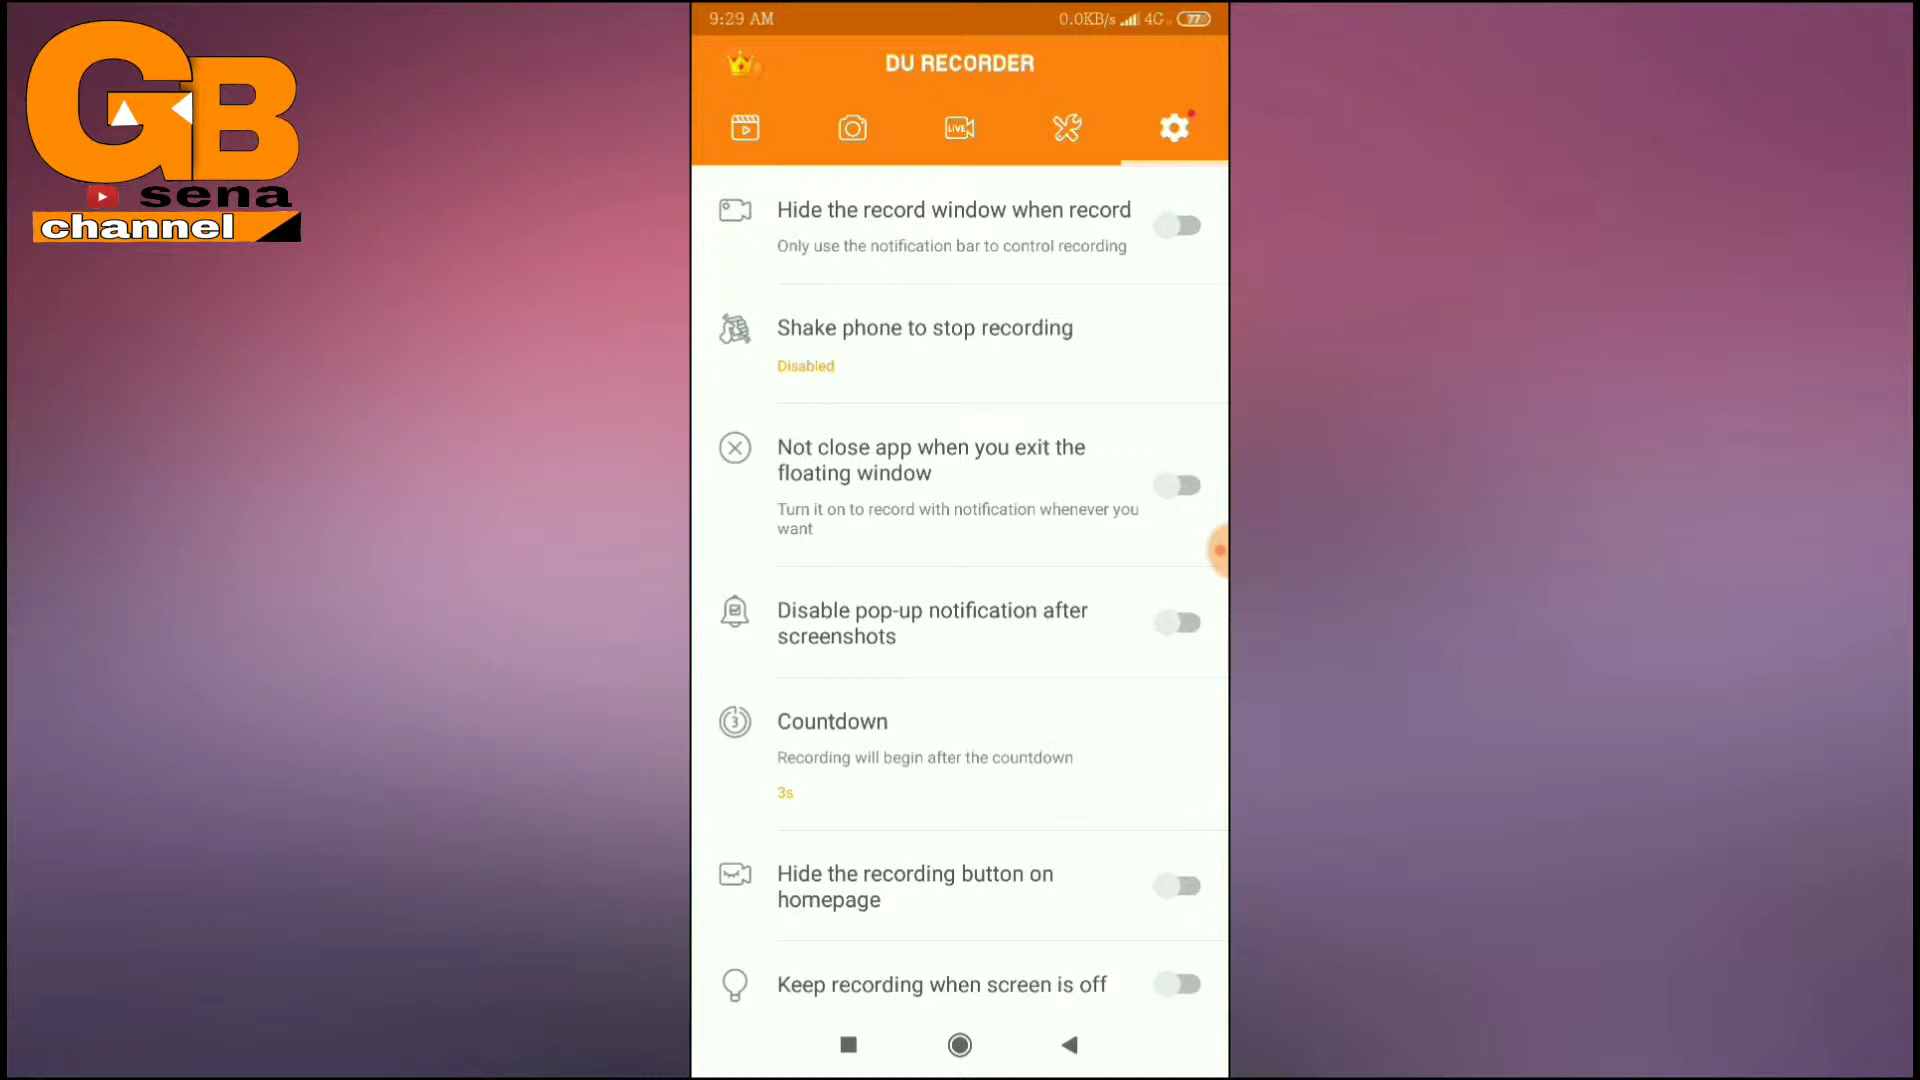 GB
sena
channel
9:29 AM
0.0KB/s 4G 77
DU RECORDER
LIVE
Hide the record window when record
Only use the notification bar to control recording
Shake phone to stop recording
Disabled
Not close app when you exit the
floating window
Turn it on to record with notification whenever you
want
Disable pop-up notification after
screenshots
3
Countdown
Recording will begin after the countdown
3s
Hide the recording button on
homepage
Keep recording when screen is off